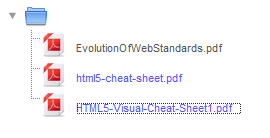 EvolutionOfWebStandards.pdf
html5-cheat-sheet.pdf
HTML5-Visual-Cheat-Sheet1.pdf